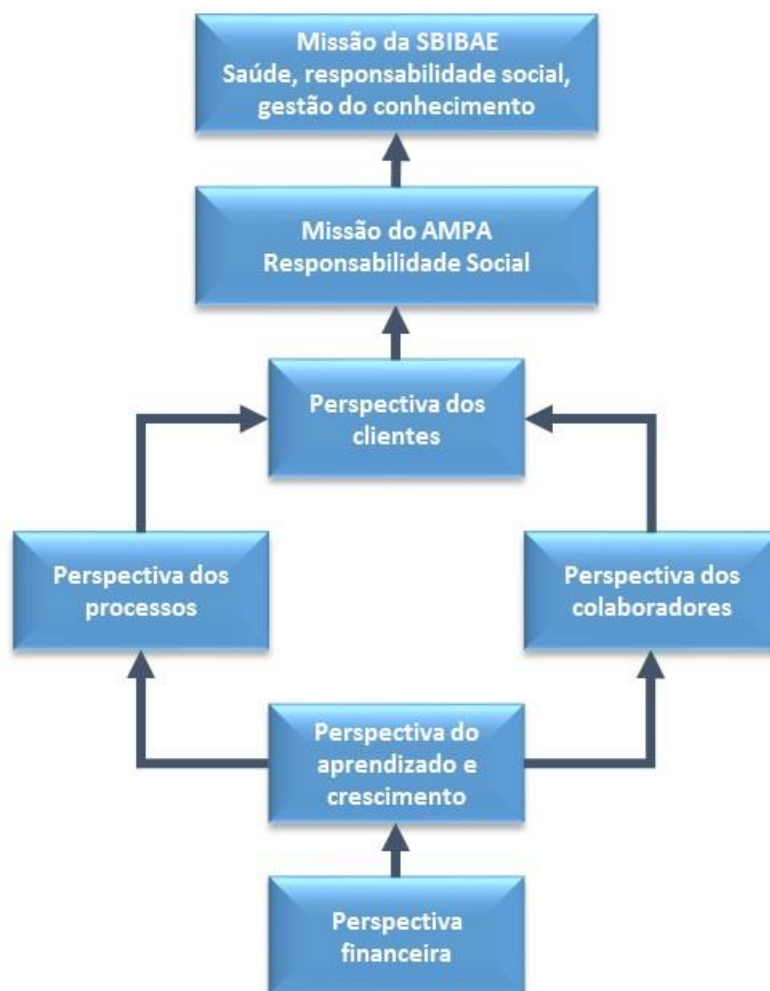 Missão da SBIBAE
Saúde, responsabilidade social,
gestão do conhecimento
Missão do AMPA
Responsabilidade Social
Perspectiva dos
clientes
Perspectiva dos
processos
Perspectiva dos
colaboradores
Perspectiva do
aprendizado e
crescimento
Perspectiva
financeira